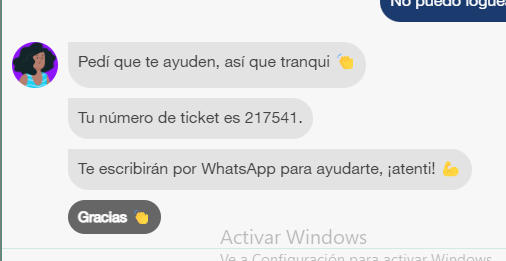 No puedo logue
Pedí que te ayuden, así que tranqui 👏
Tu número de ticket es 217541.
Te escribirán por WhatsApp para ayudarte, ¡atenti! 💪
Gracias 👏
Activar Windows
Ve a Configuración para activar Windows.